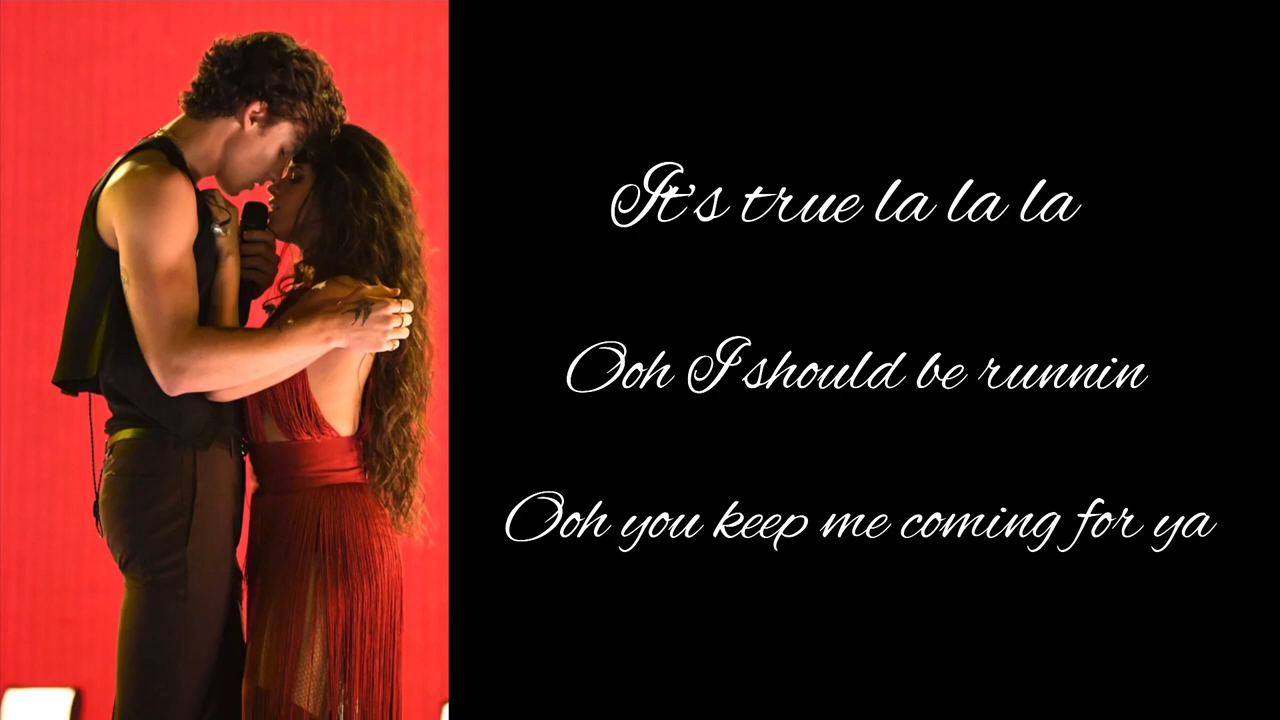 It's true la la la
Ooh I should be runnin
Ooh you keep me coming for ya